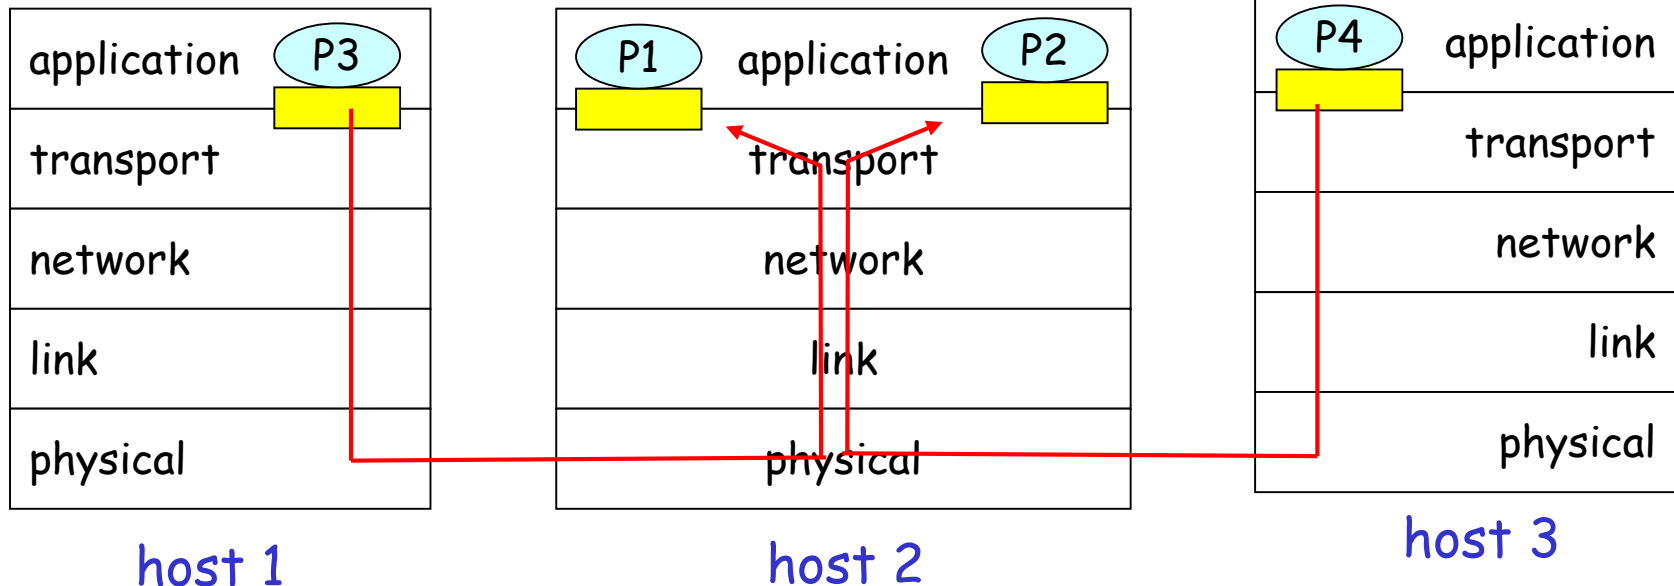 application P3
transport
network
link
physical
host 1
P1 application P2
transport
network
link
physical
host 2
P4 application
transport
network
link
physical
host 3